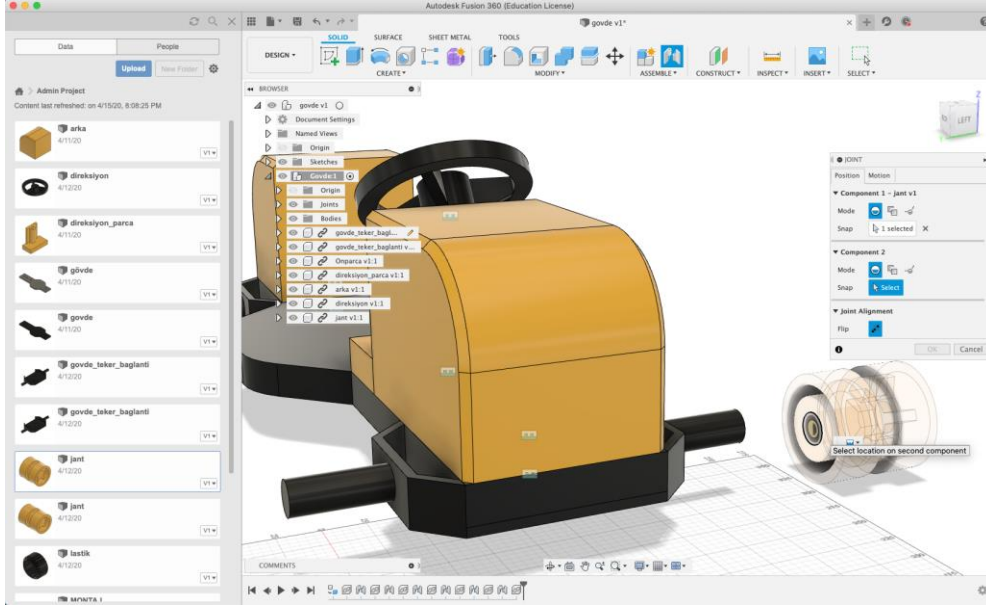 Autodesk Fusion 360 (Education License)
govde v1*
Data
People
Upload
New Folder
Admin Project
Content last refreshed: on 4/15/20, 8:08:25 PM
arka
4/11/20
V1
direksiyon
4/12/20
V1
direksiyon_parca
4/11/20
V1
gövde
4/11/20
V1
govde
4/11/20
V1
govde_teker_baglanti
4/12/20
V1
govde_teker_baglanti
4/12/20
V1
jant
4/12/20
V1
jant
4/12/20
V1
lastik
4/12/20
V1
MONTAJ
DESIGN
SOLID
SURFACE
SHEET METAL
TOOLS
CREATE
MODIFY
ASSEMBLE
CONSTRUCT
INSPECT
INSERT
SELECT
BROWSER
govde v1
Document Settings
Named Views
Origin
Sketches
Govde:1
Origin
Joints
Bodies
govde_teker_bagl...
govde_teker_baglanti v...
Onparca v1:1
direksiyon_parca v1:1
arka v1:1
direksiyon v1:1
jant v1:1
Z
LEFT
JOINT
Position
Motion
Component 1 - jant v1
Mode
Snap
1 selected
Component 2
Mode
Snap
Select
Joint Alignment
Flip
OK
Cancel
Select location on second component
COMMENTS